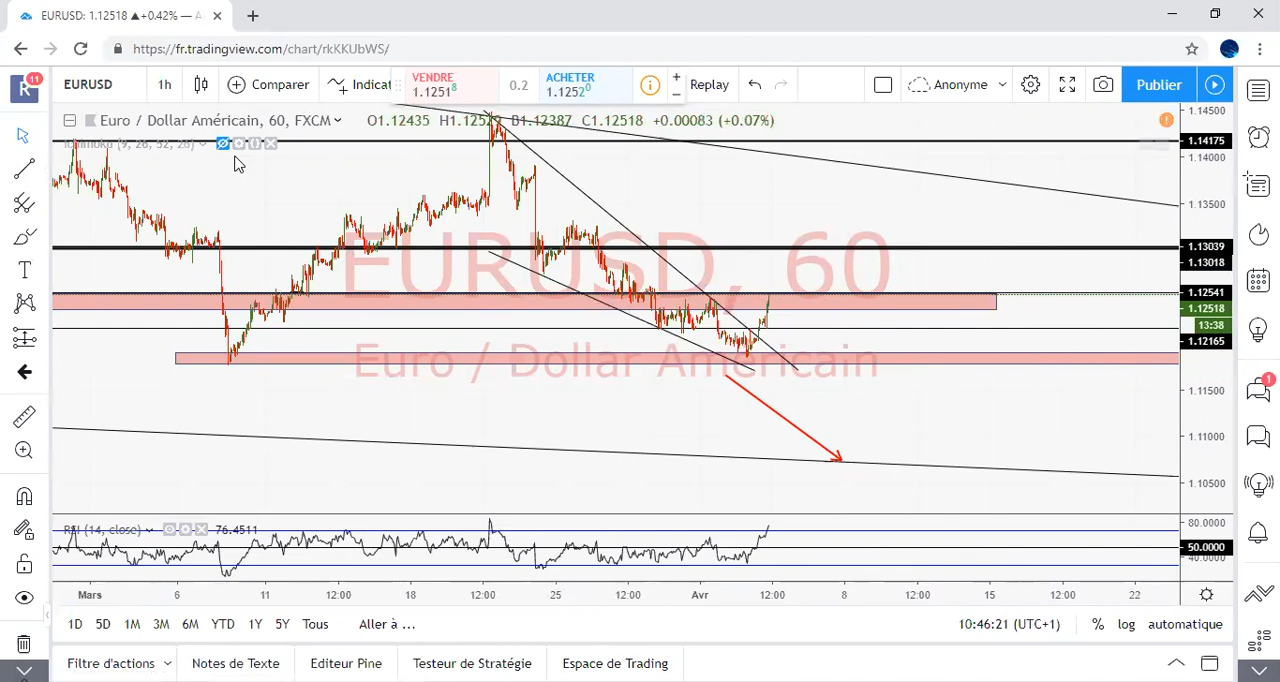 EURUSD: 1.12518 ▲+0.42% — A
https://fr.tradingview.com/chart/rkKKUbWS/
R 11
EURUSD
1h
Comparer
Indicat
VENDRE
1.12518
0.2
ACHETER
1.12520
Replay
Anonyme
Publier
Euro / Dollar Américain, 60, FXCM
O1.12435 H1.12529 B1.12387 C1.12518 +0.00083 (+0.07%)
(9, 26, 52, 26)
EURUSD, 60
Euro / Dollar Américain
1.14500
1.14175
1.14000
1.13500
1.13039
1.13018
1.12541
1.12518
13:38
1.12165
1.11500
1.11000
1.10500
RSI (14, close) 76.4511
80.0000
50.0000
40.0000
Mars 6 11 12:00 18 12:00 25 12:00 Avr 12:00 8 12:00 15 12:00 22
1D 5D 1M 3M 6M YTD 1Y 5Y Tous Aller à ...
10:46:21 (UTC+1) % log automatique
Filtre d'actions
Notes de Texte
Editeur Pine
Testeur de Stratégie
Espace de Trading
1